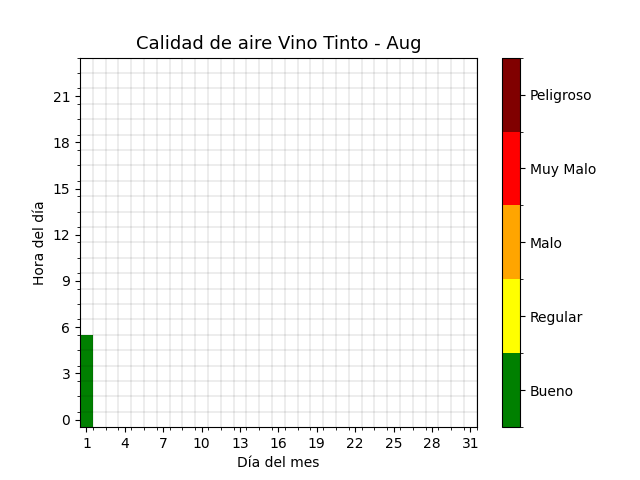 Calidad de aire Vino Tinto - Aug
Hora del día
21
18
15
12
9
6
3
0
1 4 7 10 13 16 19 22 25 28 31
Día del mes
Peligroso
Muy Malo
Malo
Regular
Bueno